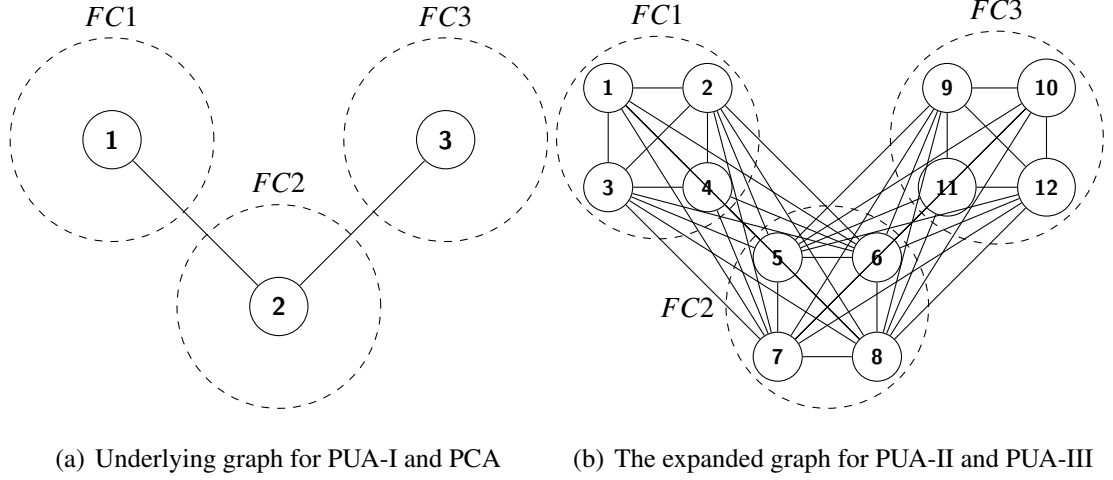 FC1
FC3
1
3
FC2
2
FC1
FC3
1
2
9
10
3
4
11
12
5
6
FC2
7
8
(a) Underlying graph for PUA-I and PCA
(b) The expanded graph for PUA-II and PUA-III